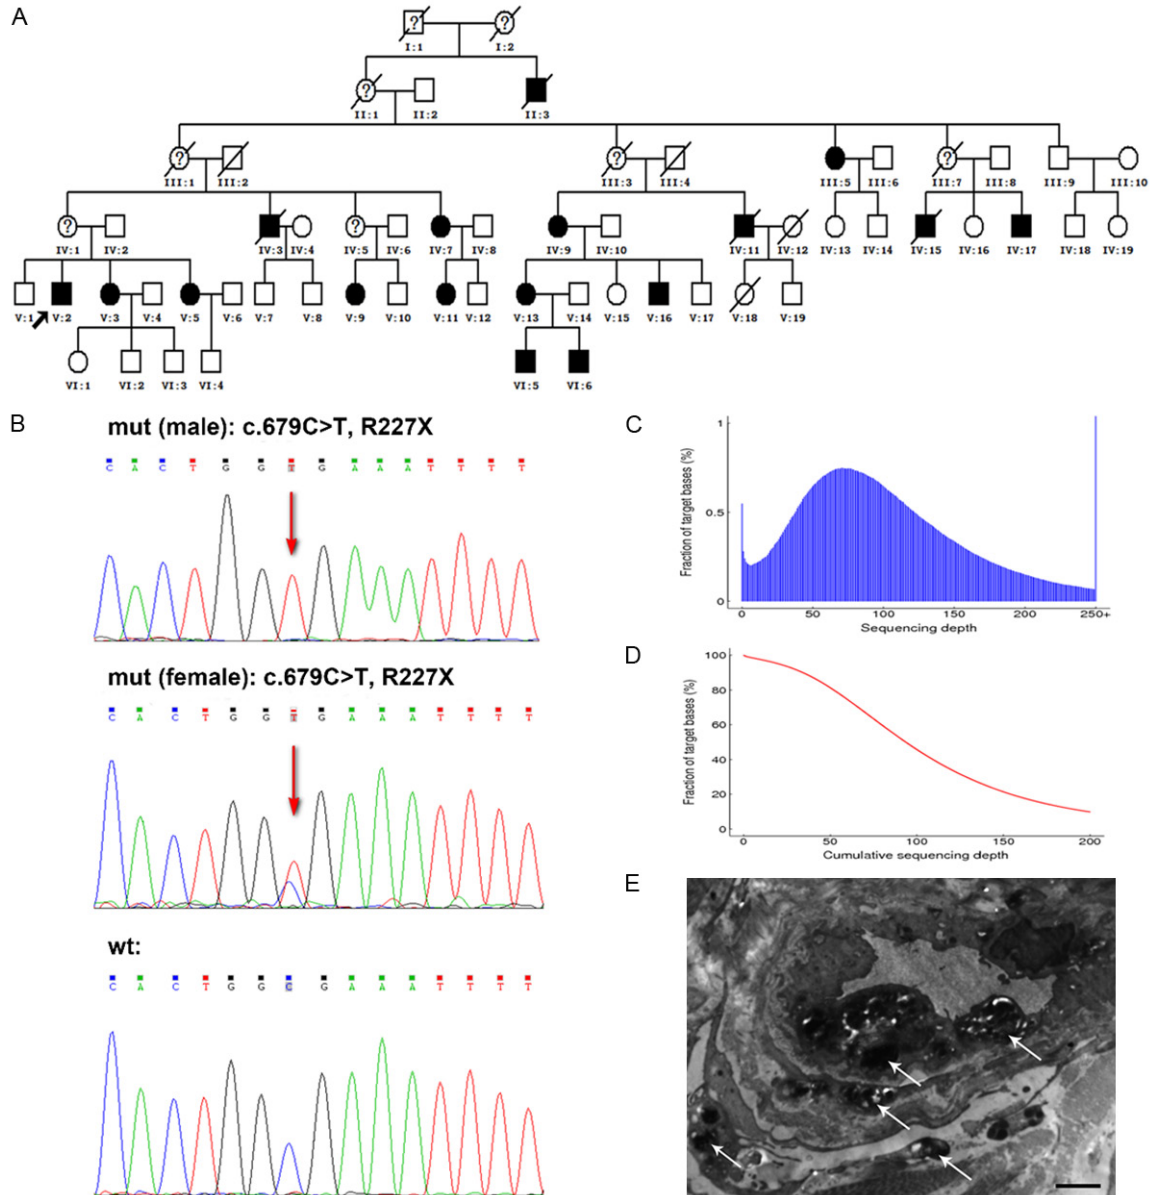 A
? ?
I:1 I:2
?
II:1 II:2 II:3
? ? ?
III:1 III:2 III:3 III:4 III:5 III:6 III:7 III:8 III:9 III:10
? ?
IV:1 IV:2 IV:3 IV:4 IV:5 IV:6 IV:7 IV:8 IV:9 IV:10 IV:11 IV:12 IV:13 IV:14 IV:15 IV:16 IV:17 IV:18 IV:19
V:1 V:2 V:3 V:4 V:5 V:6 V:7 V:8 V:9 V:10 V:11 V:12 V:13 V:14 V:15 V:16 V:17 V:18 V:19
VI:1 VI:2 VI:3 VI:4 VI:5 VI:6
B
mut (male): c.679C>T, R227X
C A C T G G T G A A A T T T T
mut (female): c.679C>T, R227X
C A C T G G T G A A A T T T T
wt:
C A C T G G C G A A A T T T T
C
Fraction of target bases (%)
1
0.5
0
0 50 100 150 200 250+
Sequencing depth
D
Fraction of target bases (%)
100
80
60
40
20
0
0 50 100 150 200
Cumulative sequencing depth
E